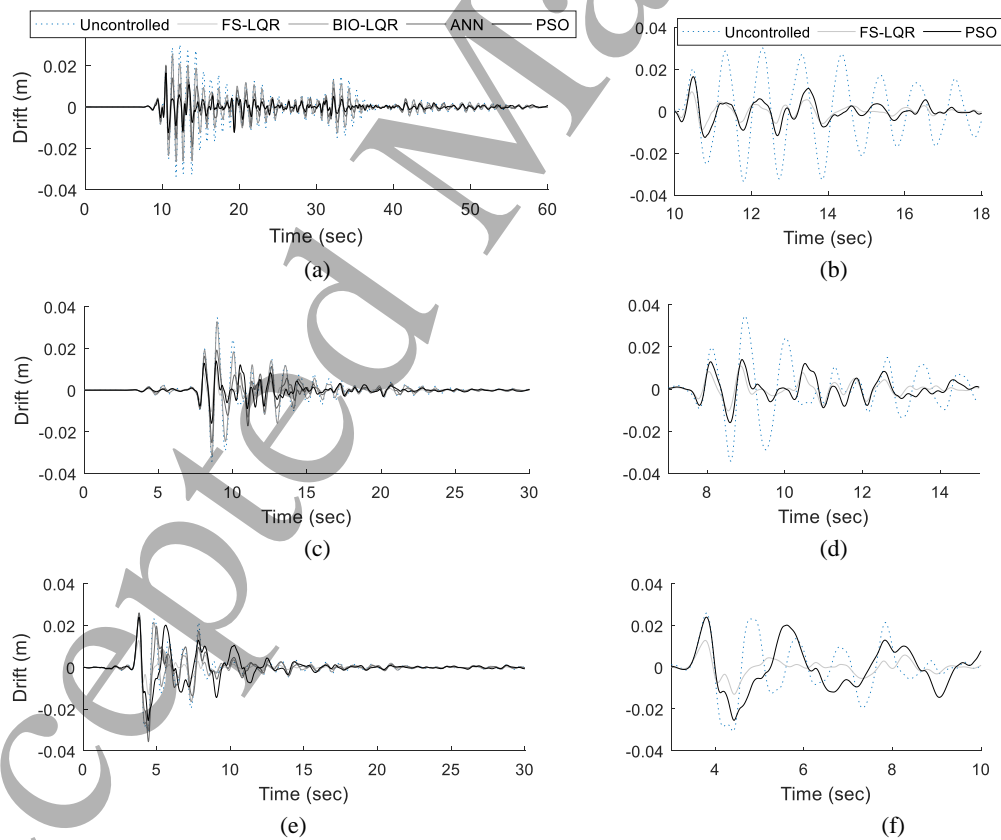 Uncontrolled FS-LQR BIO-LQR ANN PSO
Drift (m)
0.02
0
-0.02
-0.04
0 10 20 30 40 50 60
Time (sec)
(a)
Uncontrolled FS-LQR PSO
0.02
0
-0.02
-0.04
10 12 14 16 18
Time (sec)
(b)
Drift (m)
0.04
0.02
0
-0.02
-0.04
0 5 10 15 20 25 30
Time (sec)
(c)
0.04
0.02
0
-0.02
-0.04
8 10 12 14
Time (sec)
(d)
Drift (m)
0.04
0.02
0
-0.02
-0.04
0 5 10 15 20 25 30
Time (sec)
(e)
0.04
0.02
0
-0.02
-0.04
4 6 8 10
Time (sec)
(f)
cepted Ma